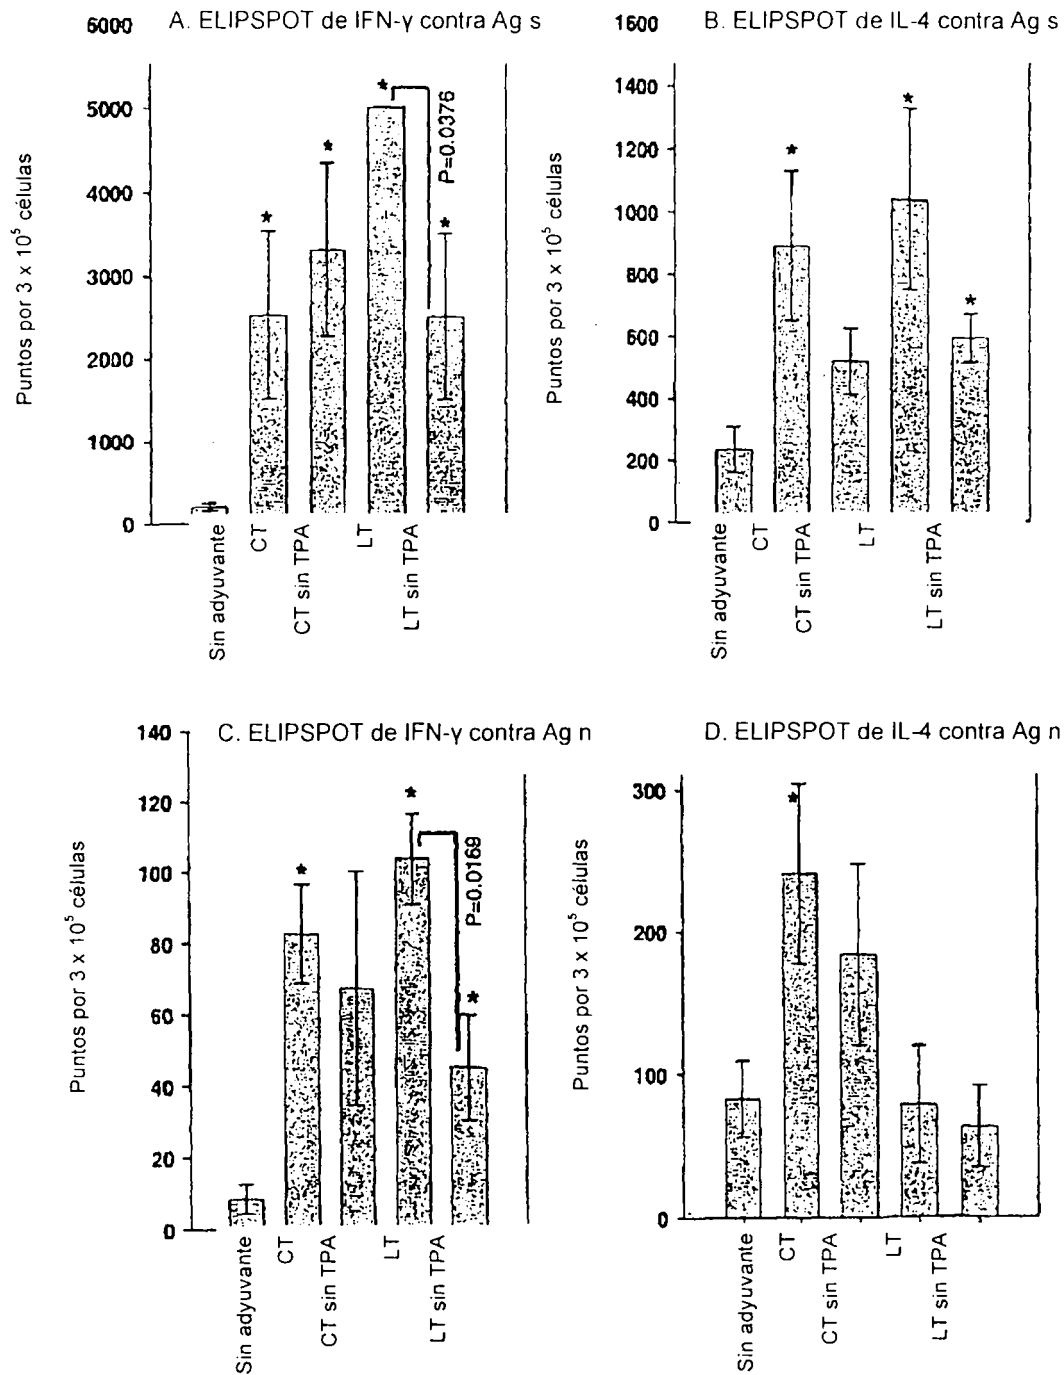 A. ELIPSPOT de IFN-γ contra Ag s
6000
5000
4000
3000
2000
1000
0
Puntos por 3 x 10⁵ células
P=0.0376
*
*
*
*
Sin adyuvante
CT
CT sin TPA
LT
LT sin TPA
B. ELIPSPOT de IL-4 contra Ag s
1600
1400
1200
1000
800
600
400
200
0
Puntos por 3 x 10⁵ células
*
*
*
Sin adyuvante
CT
CT sin TPA
LT
LT sin TPA
C. ELIPSPOT de IFN-γ contra Ag n
140
120
100
80
60
40
20
0
Puntos por 3 x 10⁵ células
P=0.0169
*
*
*
Sin adyuvante
CT
CT sin TPA
LT
LT sin TPA
D. ELIPSPOT de IL-4 contra Ag n
300
200
100
0
Puntos por 3 x 10⁵ células
*
Sin adyuvante
CT
CT sin TPA
LT
LT sin TPA